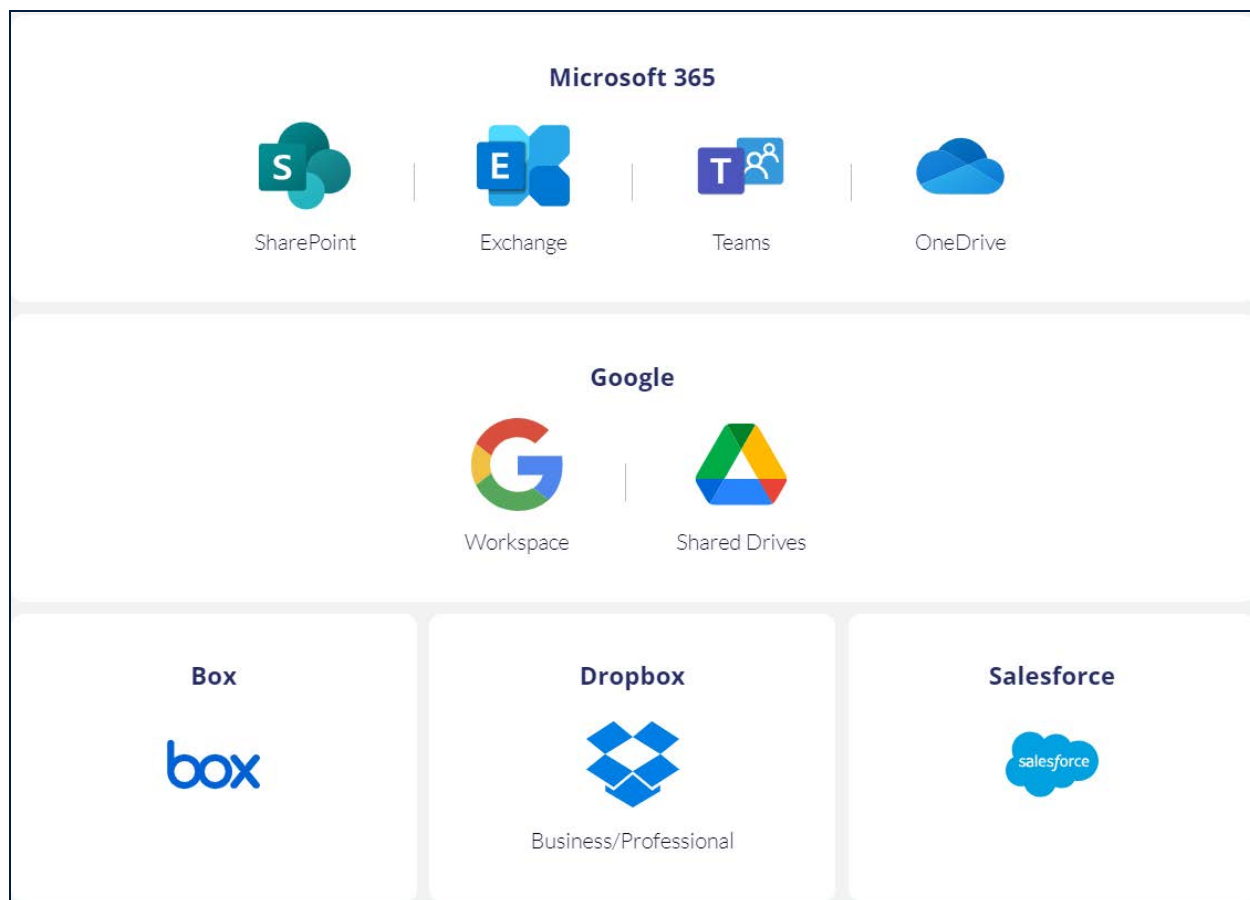 Microsoft 365
S
E
T
SharePoint
Exchange
Teams
OneDrive
Google
G
Workspace
Shared Drives
Box
Dropbox
Salesforce
box
salesforce
Business/Professional